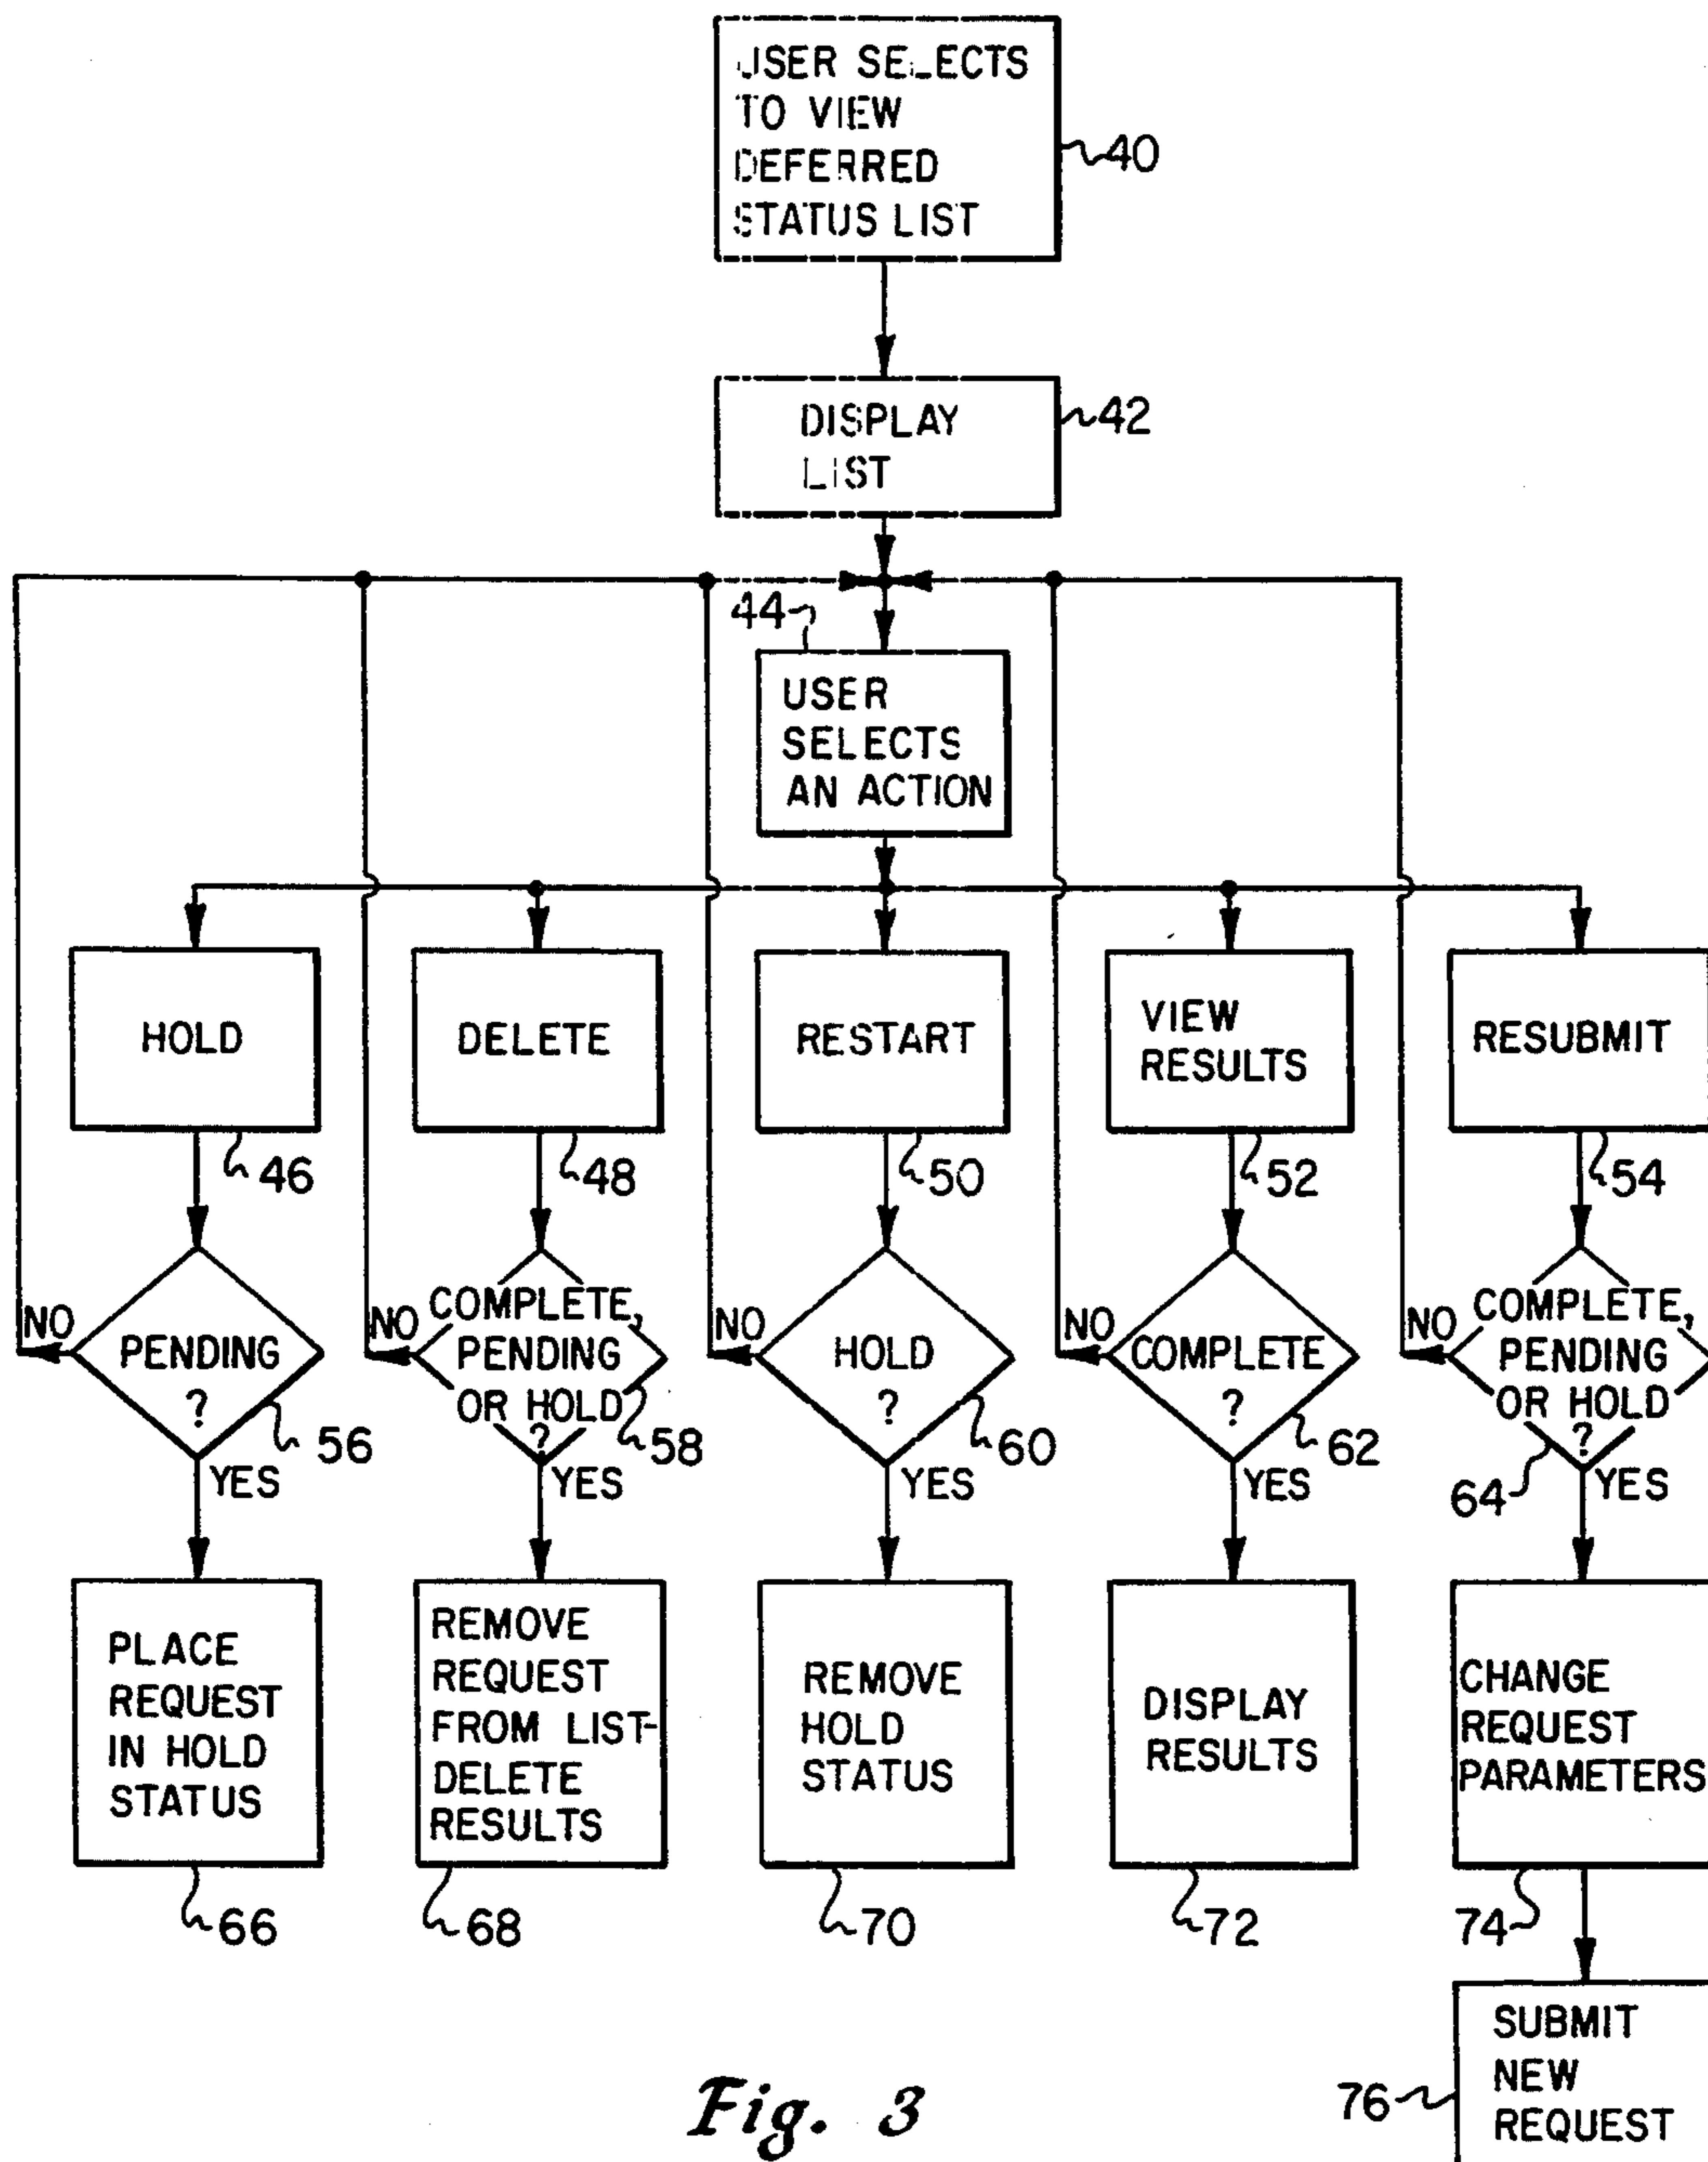 USER SELECTS
TO VIEW
DEFERRED
STATUS LIST
40
DISPLAY
LIST
42
44
USER
SELECTS
AN ACTION
HOLD
46
DELETE
48
RESTART
50
VIEW
RESULTS
52
RESUBMIT
54
NO
PENDING
?
56
YES
NO
COMPLETE,
PENDING
OR HOLD
?
58
YES
NO
HOLD
?
60
YES
NO
COMPLETE
?
62
YES
NO
COMPLETE,
PENDING
OR HOLD
?
64
YES
PLACE
REQUEST
IN HOLD
STATUS
66
REMOVE
REQUEST
FROM LIST-
DELETE
RESULTS
68
REMOVE
HOLD
STATUS
70
DISPLAY
RESULTS
72
CHANGE
REQUEST
PARAMETERS
74
SUBMIT
NEW
REQUEST
76
Fig. 3